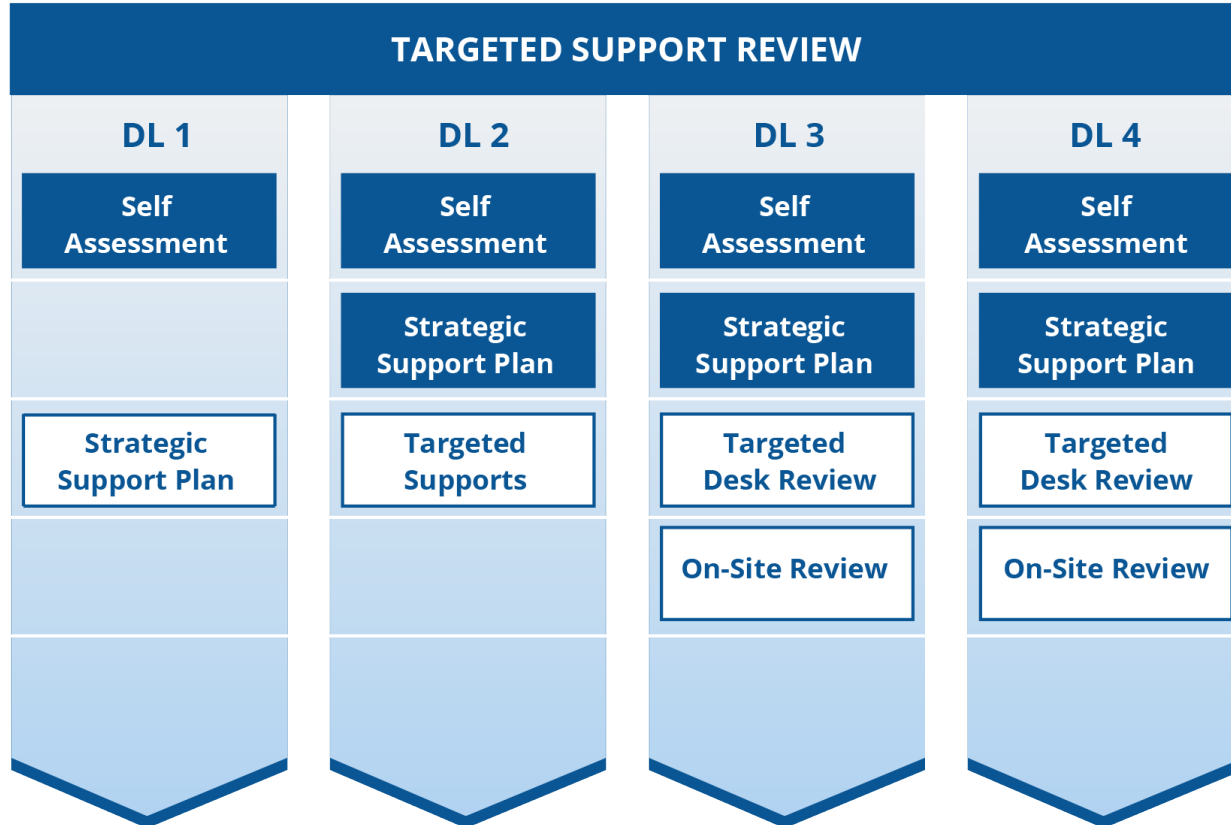 TARGETED SUPPORT REVIEW
DL 1
Self
Assessment
Strategic
Support Plan
DL 2
Self
Assessment
Strategic
Support Plan
Targeted
Supports
DL 3
Self
Assessment
Strategic
Support Plan
Targeted
Desk Review
On-Site Review
DL 4
Self
Assessment
Strategic
Support Plan
Targeted
Desk Review
On-Site Review